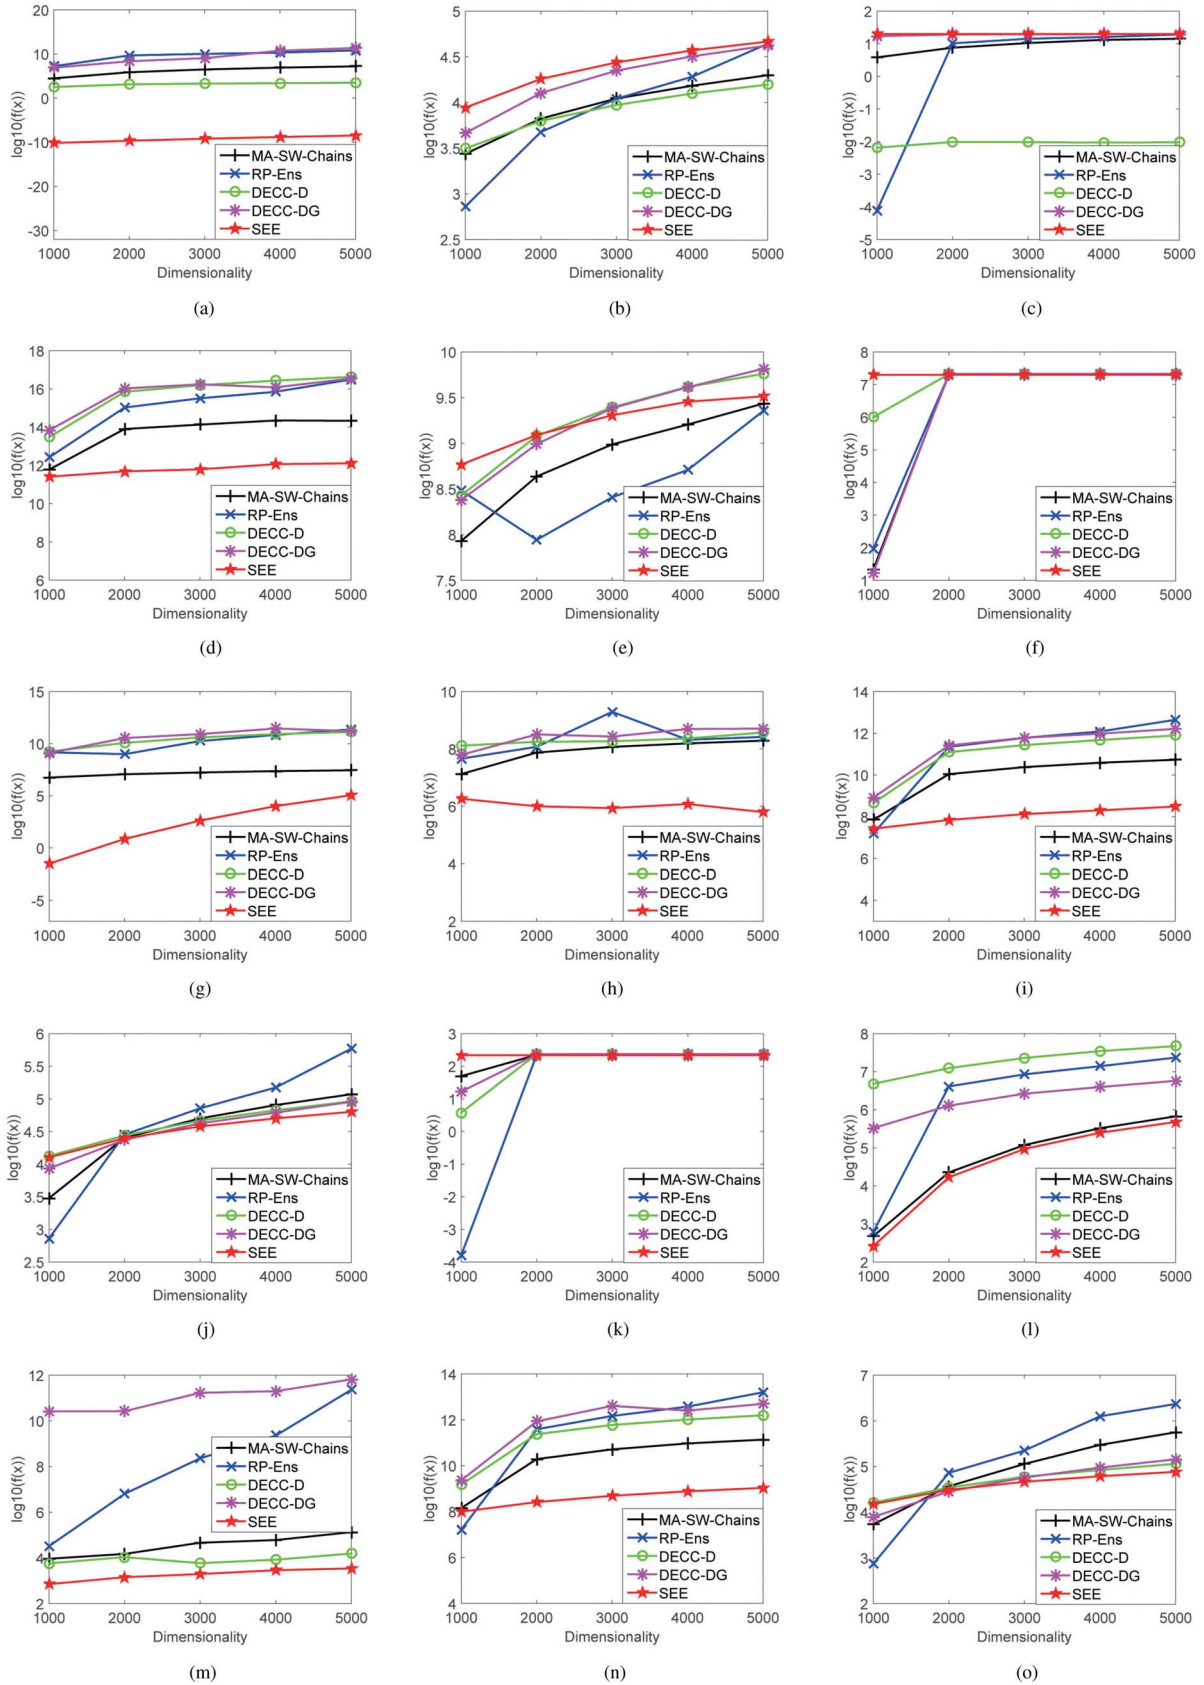 20
10
0
-10
-20
-30
log10(f(x))
MA-SW-Chains
RP-Ens
DECC-D
DECC-DG
SEE
1000 2000 3000 4000 5000
Dimensionality
(a)
5
4.5
4
3.5
3
2.5
log10(f(x))
MA-SW-Chains
RP-Ens
DECC-D
DECC-DG
SEE
1000 2000 3000 4000 5000
Dimensionality
(b)
2
1
0
-1
-2
-3
-4
-5
log10(f(x))
MA-SW-Chains
RP-Ens
DECC-D
DECC-DG
SEE
1000 2000 3000 4000 5000
Dimensionality
(c)
18
16
14
12
10
8
6
log10(f(x))
MA-SW-Chains
RP-Ens
DECC-D
DECC-DG
SEE
1000 2000 3000 4000 5000
Dimensionality
(d)
10
9.5
9
8.5
8
7.5
log10(f(x))
MA-SW-Chains
RP-Ens
DECC-D
DECC-DG
SEE
1000 2000 3000 4000 5000
Dimensionality
(e)
8
7
6
5
4
3
2
1
log10(f(x))
MA-SW-Chains
RP-Ens
DECC-D
DECC-DG
SEE
1000 2000 3000 4000 5000
Dimensionality
(f)
15
10
5
0
-5
log10(f(x))
MA-SW-Chains
RP-Ens
DECC-D
DECC-DG
SEE
1000 2000 3000 4000 5000
Dimensionality
(g)
10
8
6
4
2
log10(f(x))
MA-SW-Chains
RP-Ens
DECC-D
DECC-DG
SEE
1000 2000 3000 4000 5000
Dimensionality
(h)
14
12
10
8
6
4
log10(f(x))
MA-SW-Chains
RP-Ens
DECC-D
DECC-DG
SEE
1000 2000 3000 4000 5000
Dimensionality
(i)
6
5.5
5
4.5
4
3.5
3
2.5
log10(f(x))
MA-SW-Chains
RP-Ens
DECC-D
DECC-DG
SEE
1000 2000 3000 4000 5000
Dimensionality
(j)
3
2
1
0
-1
-2
-3
-4
log10(f(x))
MA-SW-Chains
RP-Ens
DECC-D
DECC-DG
SEE
1000 2000 3000 4000 5000
Dimensionality
(k)
8
7
6
5
4
3
2
log10(f(x))
MA-SW-Chains
RP-Ens
DECC-D
DECC-DG
SEE
1000 2000 3000 4000 5000
Dimensionality
(l)
12
10
8
6
4
2
log10(f(x))
MA-SW-Chains
RP-Ens
DECC-D
DECC-DG
SEE
1000 2000 3000 4000 5000
Dimensionality
(m)
14
12
10
8
6
4
log10(f(x))
MA-SW-Chains
RP-Ens
DECC-D
DECC-DG
SEE
1000 2000 3000 4000 5000
Dimensionality
(n)
7
6
5
4
3
2
log10(f(x))
MA-SW-Chains
RP-Ens
DECC-D
DECC-DG
SEE
1000 2000 3000 4000 5000
Dimensionality
(o)